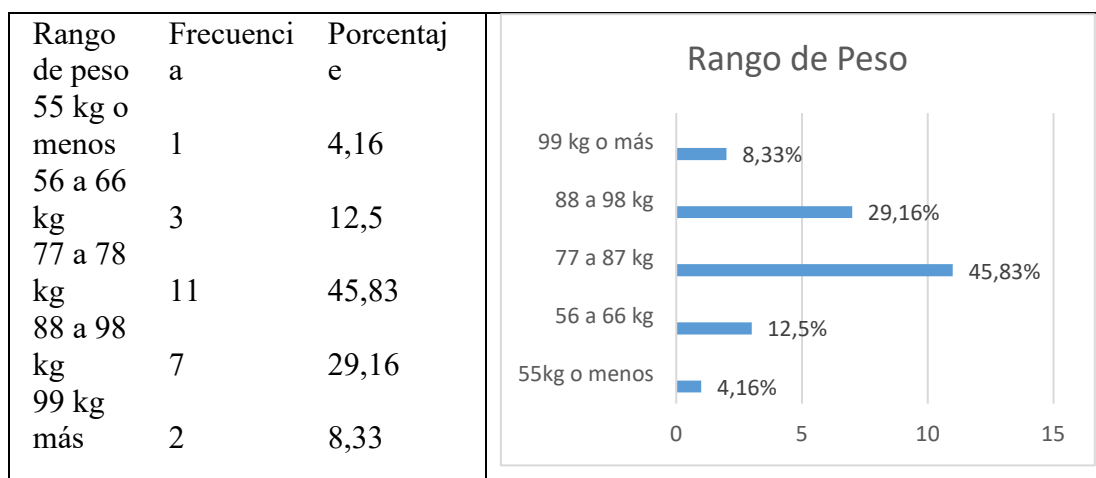 Rango Frecuenci Porcentaj
de peso a e
55 kg o
menos 1 4,16
56 a 66
kg 3 12,5
77 a 78
kg 11 45,83
88 a 98
kg 7 29,16
99 kg
más 2 8,33
Rango de Peso
99 kg o más 8,33%
88 a 98 kg 29,16%
77 a 87 kg 45,83%
56 a 66 kg 12,5%
55kg o menos 4,16%
0 5 10 15